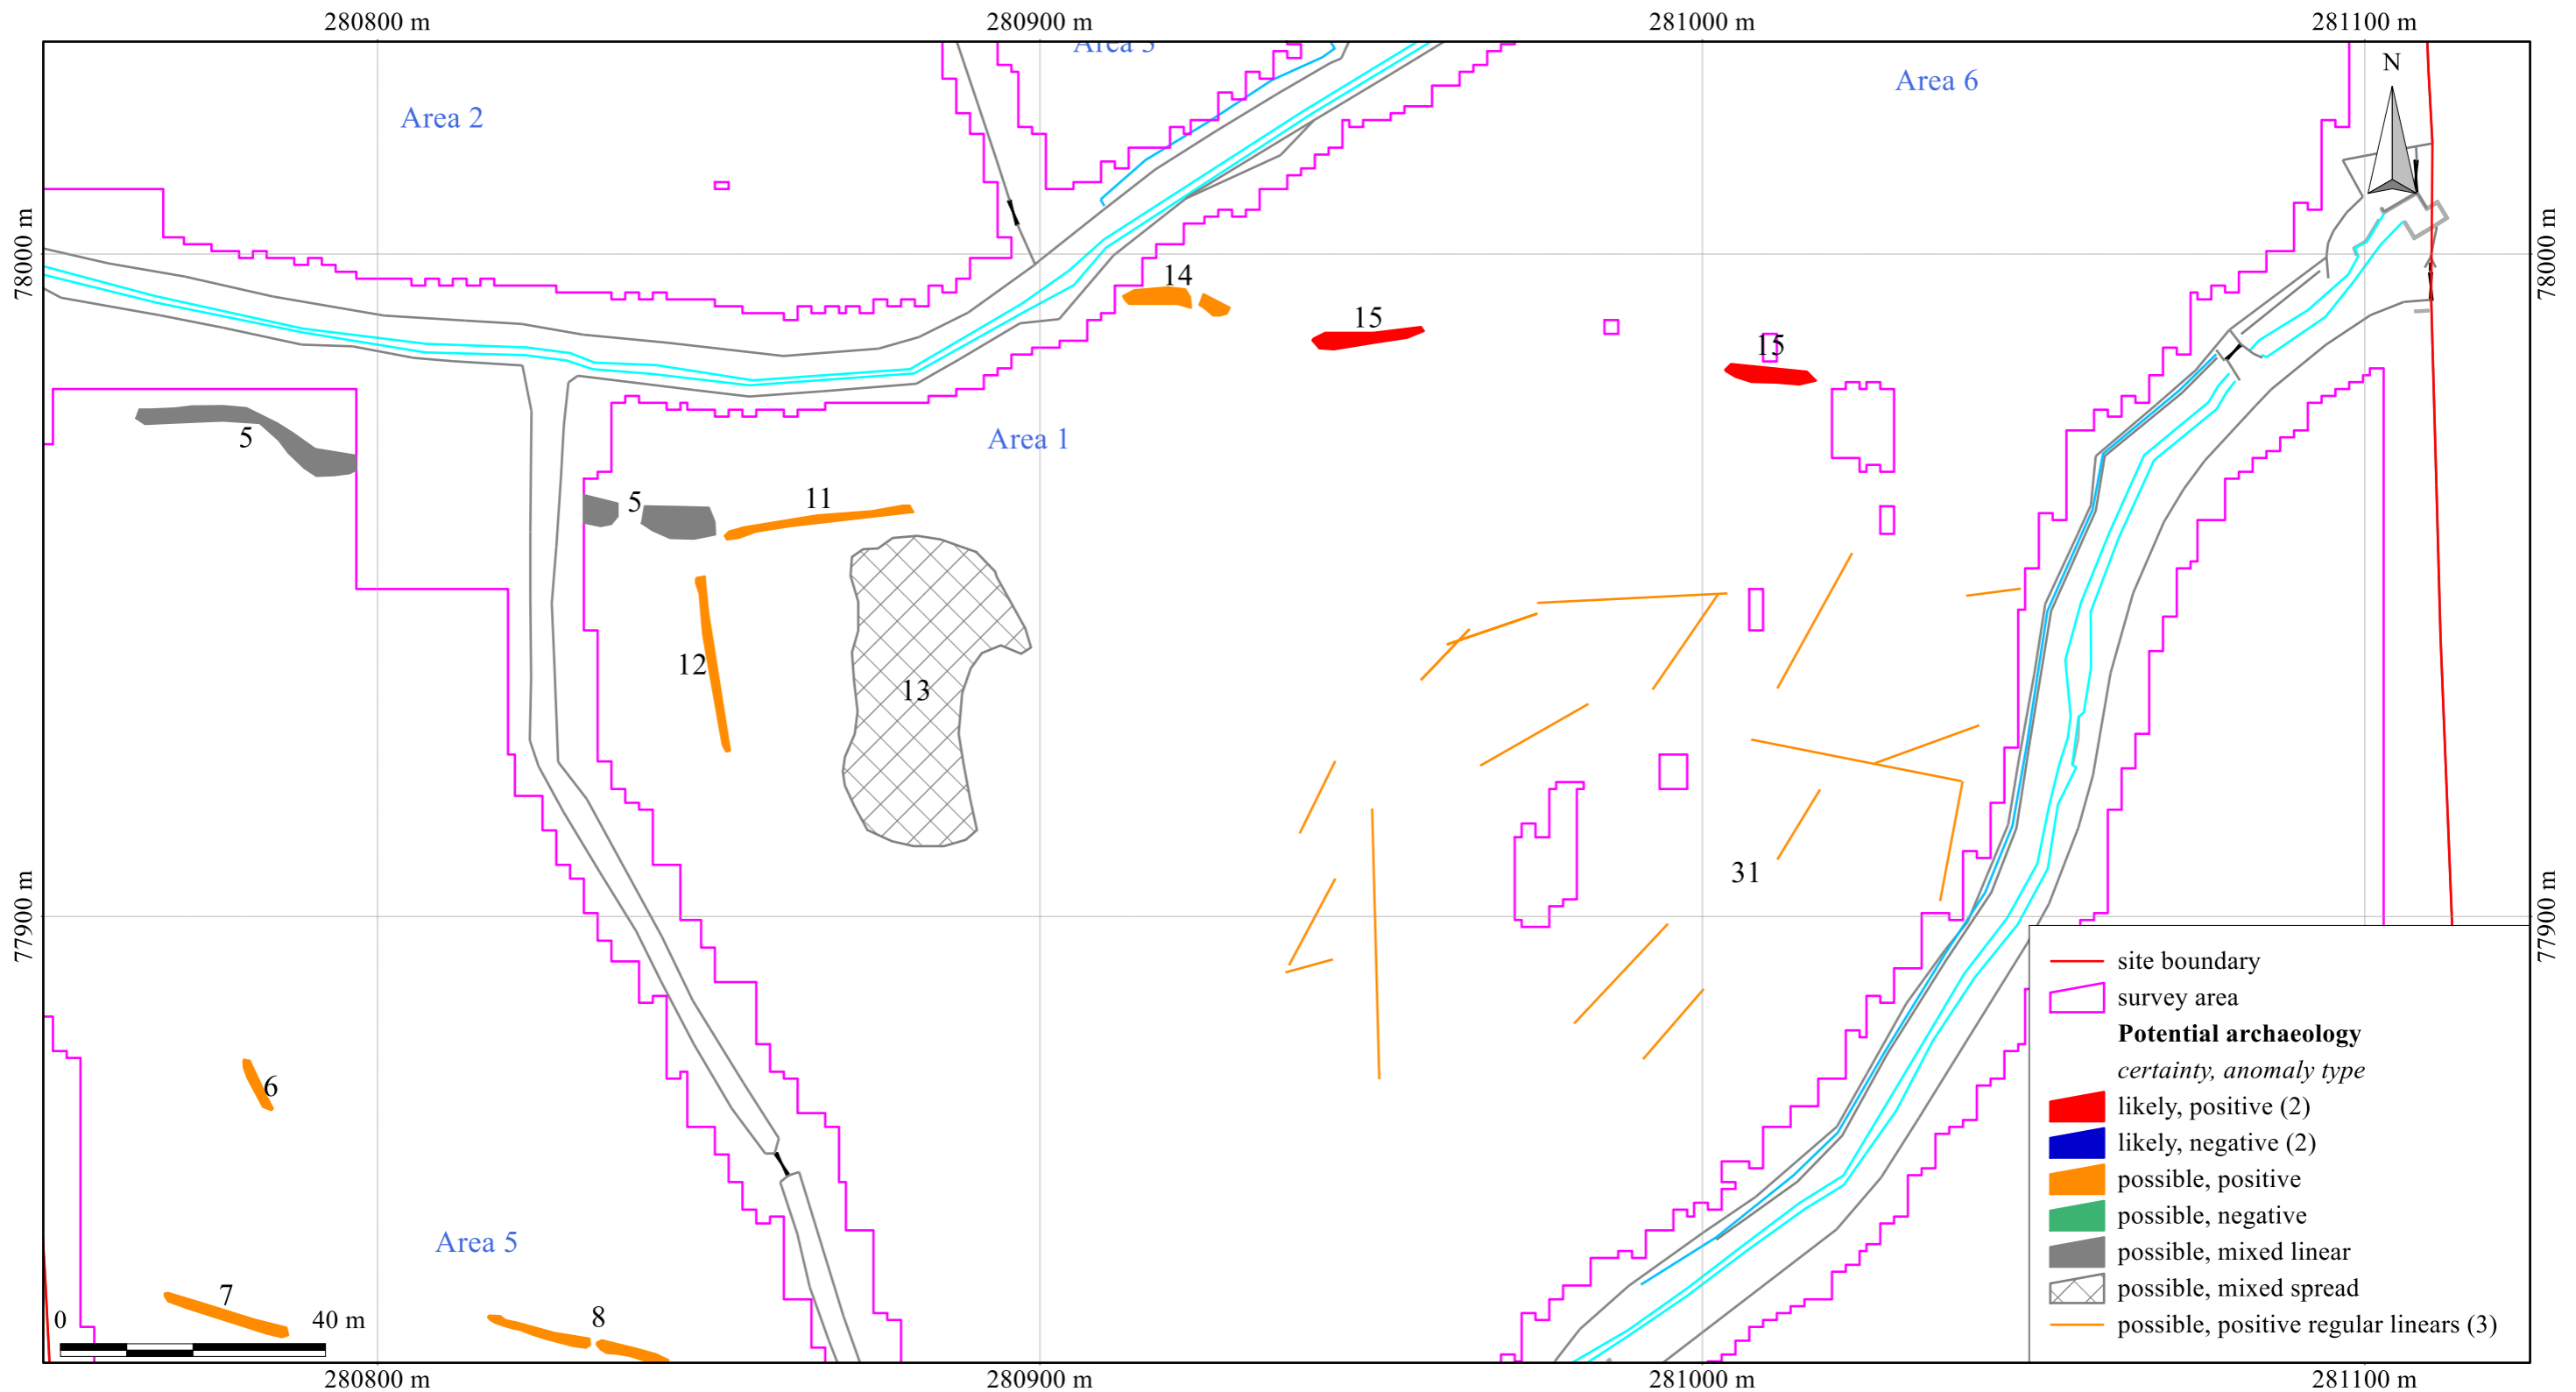 280800 m
280900 m
281000 m
281100 m
Area 3
Area 6
N
Area 2
78000 m
78000 m
14
15
15
5
Area 1
5
11
12
13
31
77900 m
77900 m
6
Area 5
7
8
0
40 m
site boundary
survey area
Potential archaeology
certainty, anomaly type
likely, positive (2)
likely, negative (2)
possible, positive
possible, negative
possible, mixed linear
possible, mixed spread
possible, positive regular linears (3)
280800 m
280900 m
281000 m
281100 m